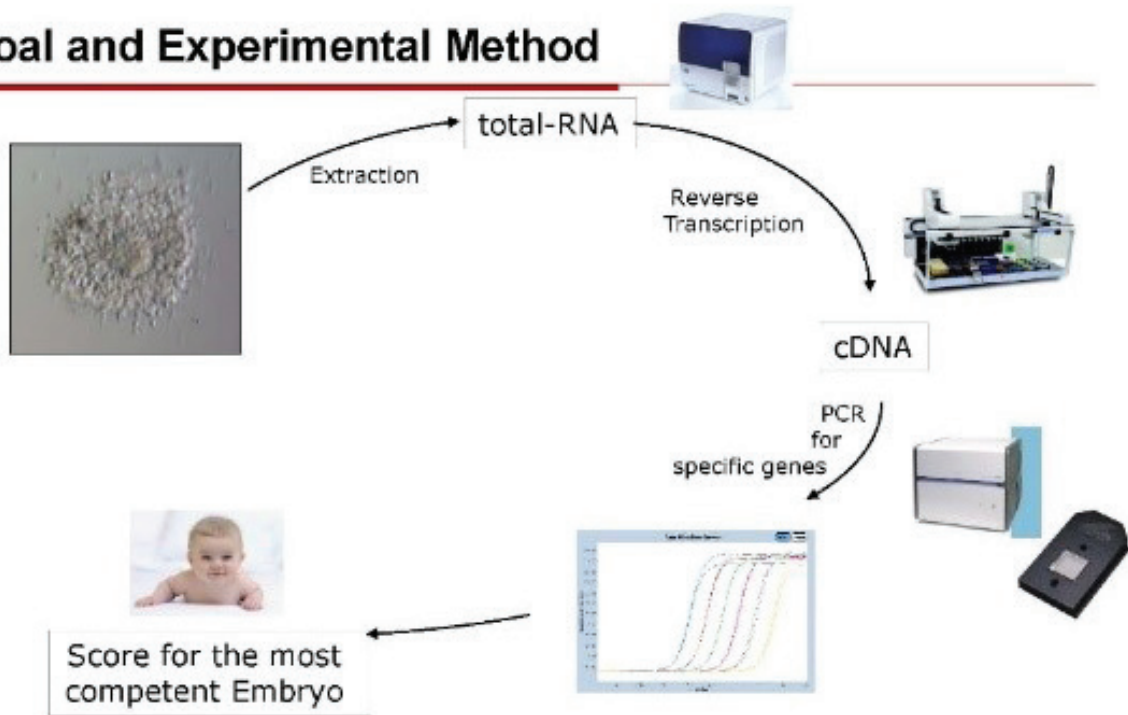 oal and Experimental Method
total-RNA
Extraction
Reverse
Transcription
cDNA
PCR
for
specific genes
Score for the most
competent Embryo